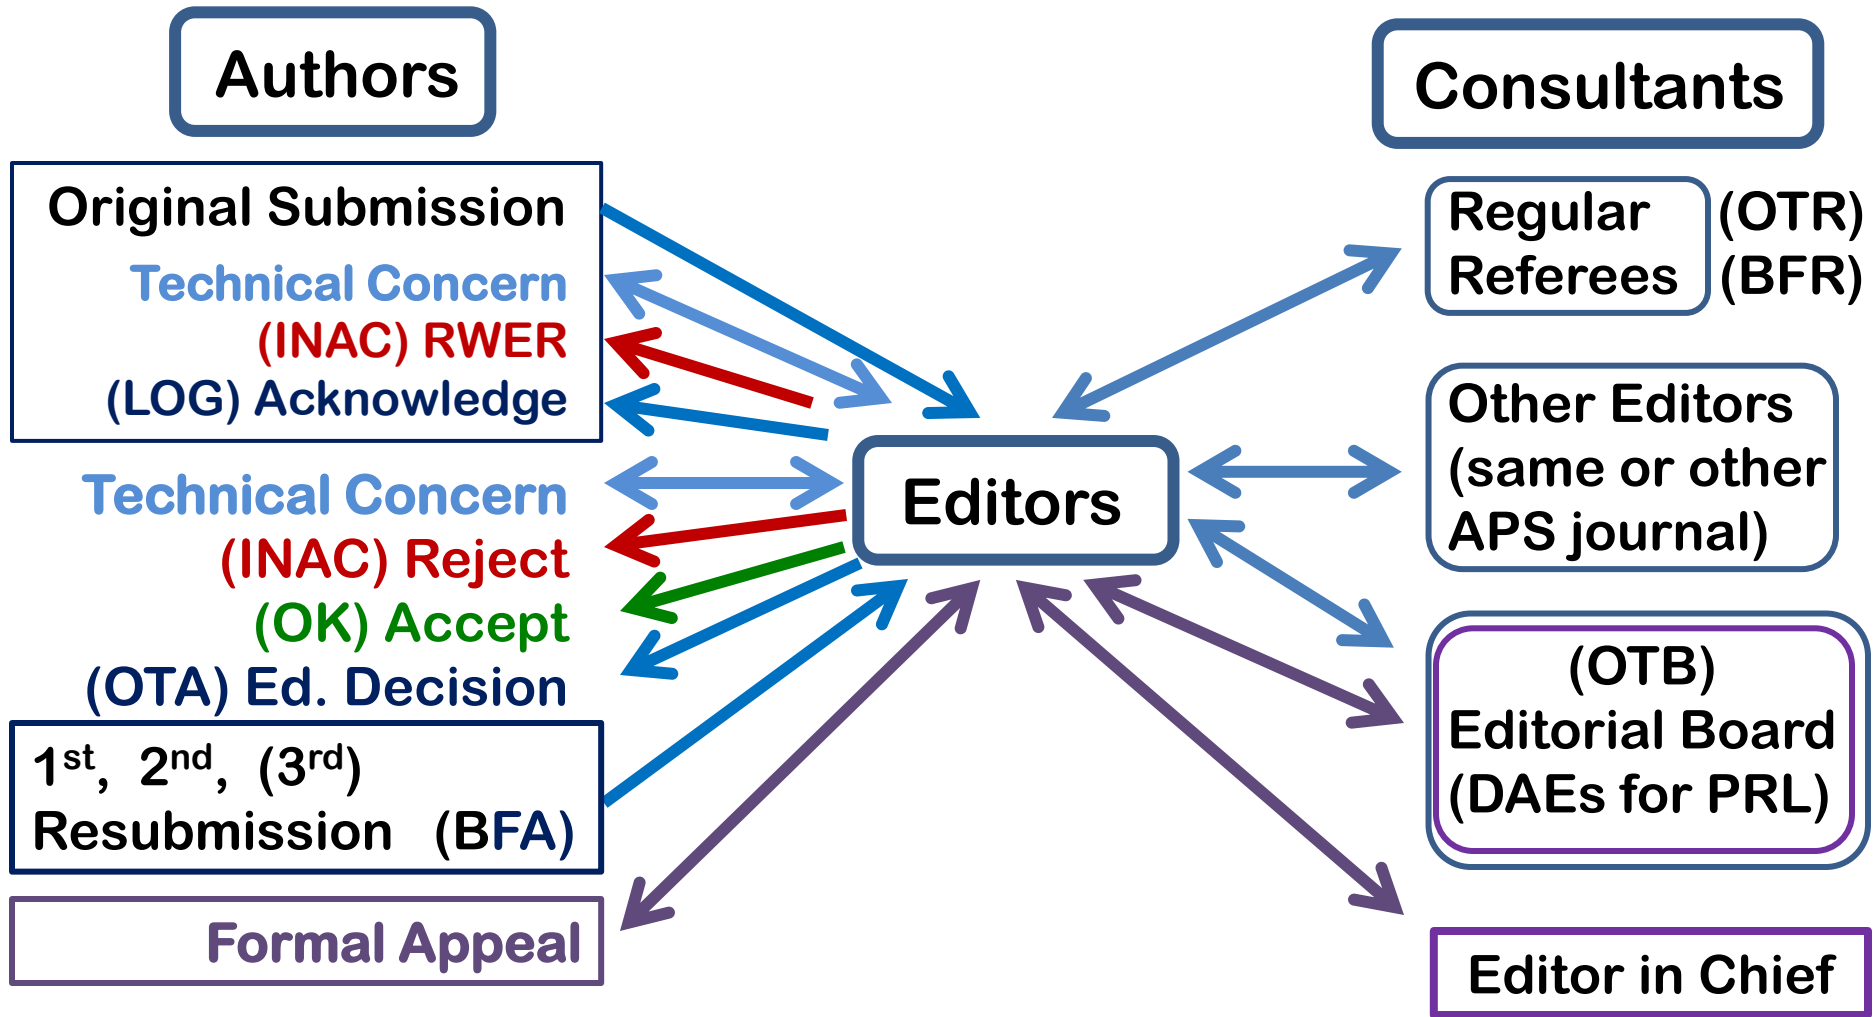 Authors
Original Submission
Technical Concern
(INAC) RWER
(LOG) Acknowledge
Technical Concern
(INAC) Reject
(OK) Accept
(OTA) Ed. Decision
1st, 2nd, (3rd)
Resubmission (BFA)
Formal Appeal
Editors
Consultants
Regular (OTR)
Referees (BFR)
Other Editors
(same or other
APS journal)
(OTB)
Editorial Board
(DAEs for PRL)
Editor in Chief